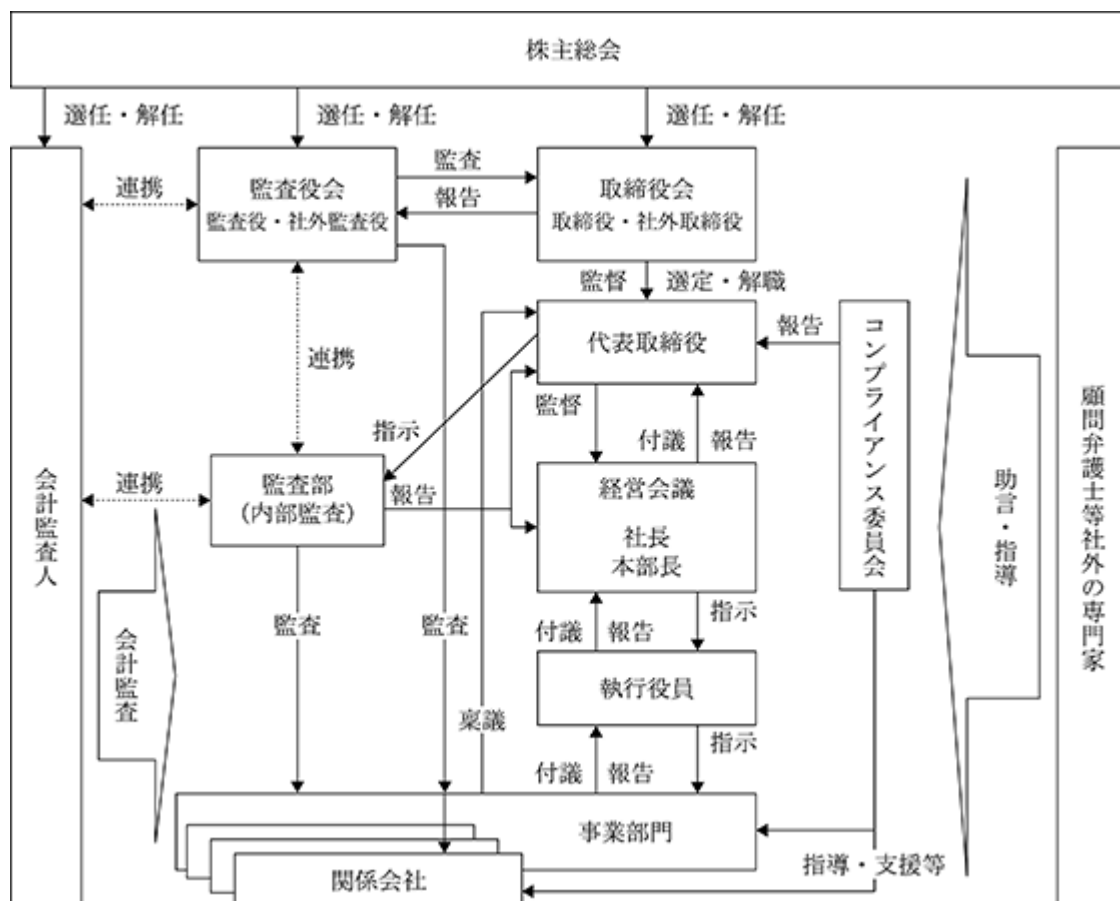 株主総会
選任・解任
選任・解任
選任・解任
監査役会
監査役・社外監査役
監査
報告
取締役会
取締役・社外取締役
連携
監督
選定・解職
代表取締役
報告
コンプライアンス委員会
連携
指示
監督
付議
報告
監査部
(内部監査)
連携
報告
経営会議
社長
本部長
会計監査人
会計監査
助言・指導
顧問弁護士等社外の専門家
監査
監査
付議
報告
指示
執行役員
稟議
付議
報告
指示
事業部門
関係会社
指導・支援等